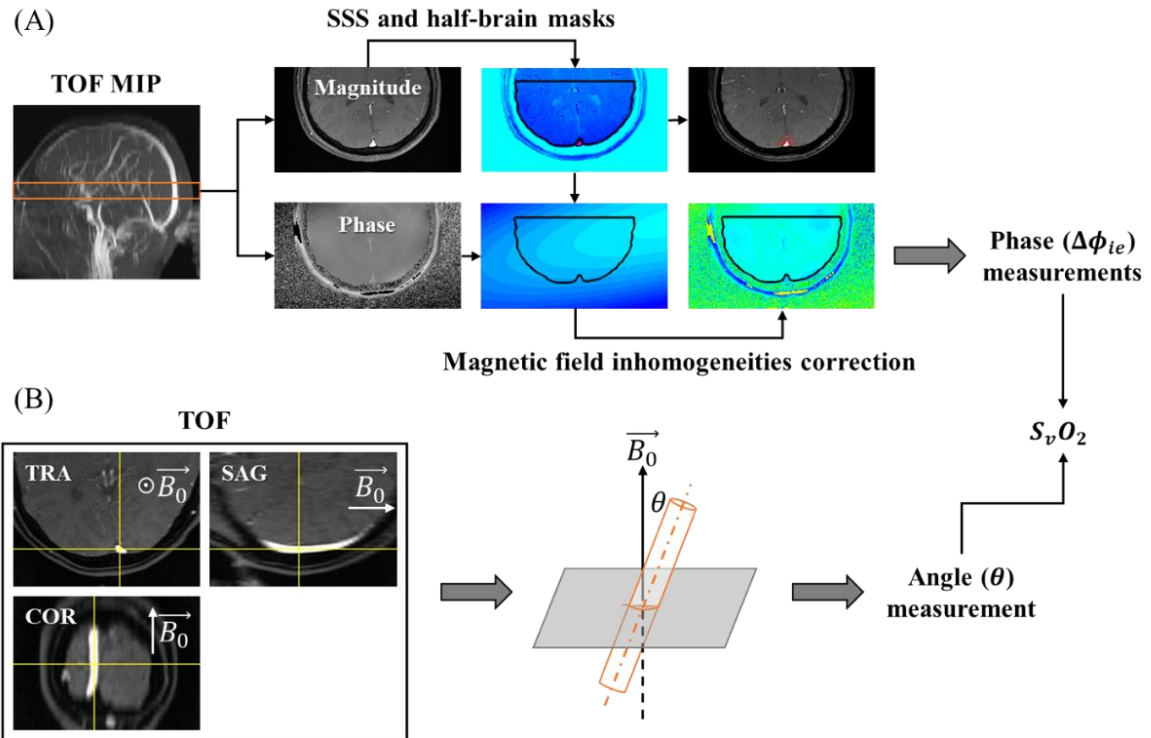 (A)
SSS and half-brain masks
TOF MIP
Magnitude
Phase
Phase (Δϕ_ie)
measurements
Magnetic field inhomogeneities correction
(B)
TOF
TRA
⊙B₀⃗
SAG
B₀⃗
COR
B₀⃗
B₀⃗
θ
SᵥO₂
Angle (θ)
measurement